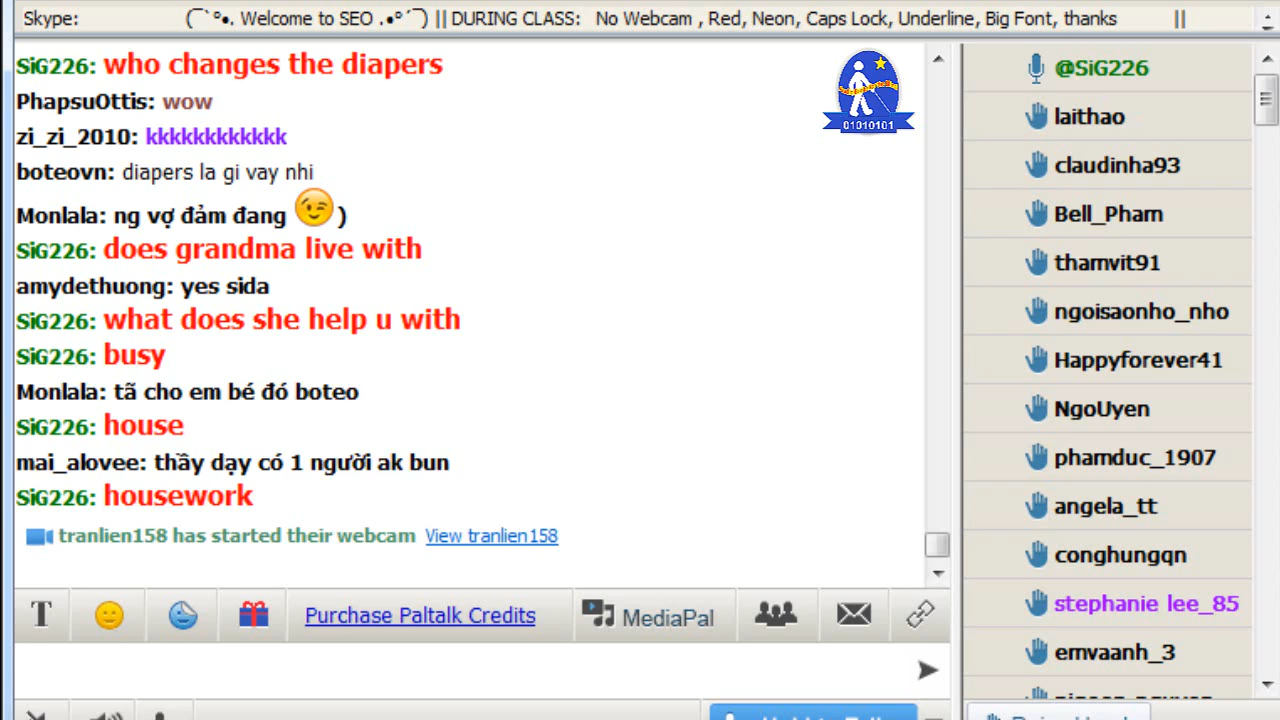 Skype: (¯`º•. Welcome to SEO .•º´¯) || DURING CLASS: No Webcam , Red, Neon, Caps Lock, Underline, Big Font, thanks ||
SiG226: who changes the diapers
PhapsuOttis: wow
zi_zi_2010: kkkkkkkkkkkk
boteovn: diapers la gi vay nhi
Monlala: ng vợ đảm đang 😉 )
SiG226: does grandma live with
amydethuong: yes sida
SiG226: what does she help u with
SiG226: busy
Monlala: tã cho em bé đó boteo
SiG226: house
mai_alovee: thầy dạy có 1 người ak bun
SiG226: housework
tranlien158 has started their webcam View tranlien158
01010101
T Purchase Paltalk Credits MediaPal
@SiG226
laithao
claudinha93
Bell_Pham
thamvit91
ngoisaonho_nho
Happyforever41
NgoUyen
phamduc_1907
angela_tt
conghungqn
stephanie lee_85
emvaanh_3